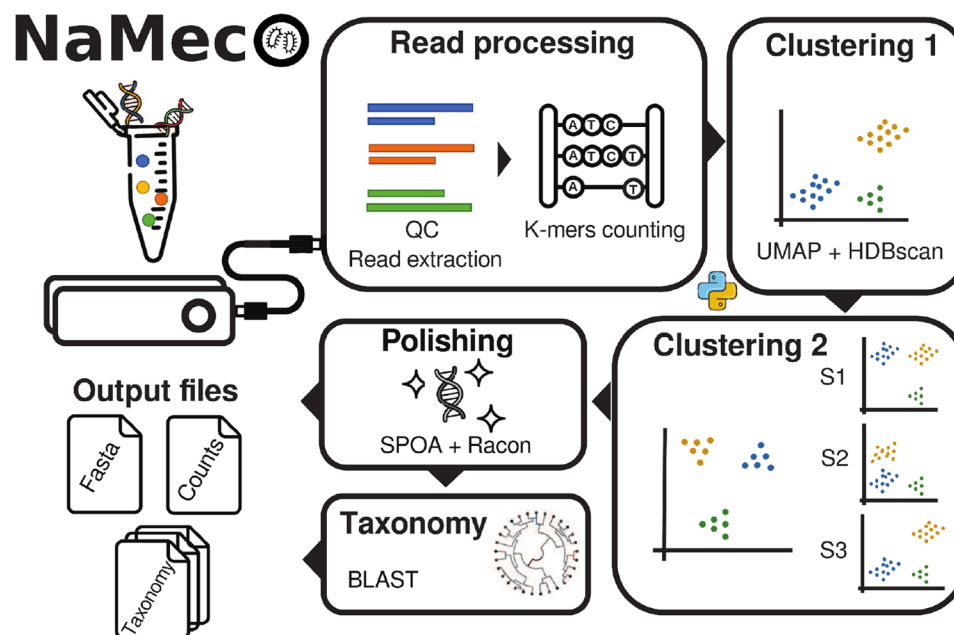 NaMeco
Read processing
QC
Read extraction
A T C
A T C T
A T
K-mers counting
Clustering 1
UMAP + HDBscan
Clustering 2
S1
S2
S3
Polishing
SPOA + Racon
Taxonomy
BLAST
Output files
Fasta
Counts
Taxonomy